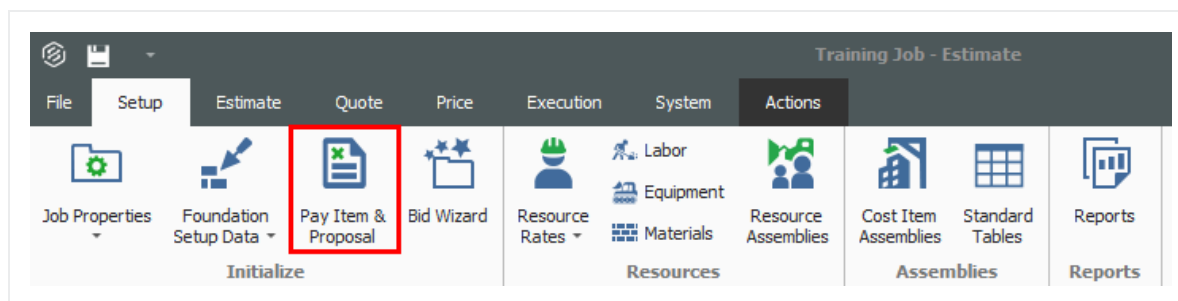 Training Job - Estimate
File Setup Estimate Quote Price Execution System Actions
Job Properties
Foundation
Setup Data
Pay Item &
Proposal
Bid Wizard
Initialize
Resource
Rates
Labor
Equipment
Materials
Resource
Assemblies
Resources
Cost Item
Assemblies
Standard
Tables
Assemblies
Reports
Reports